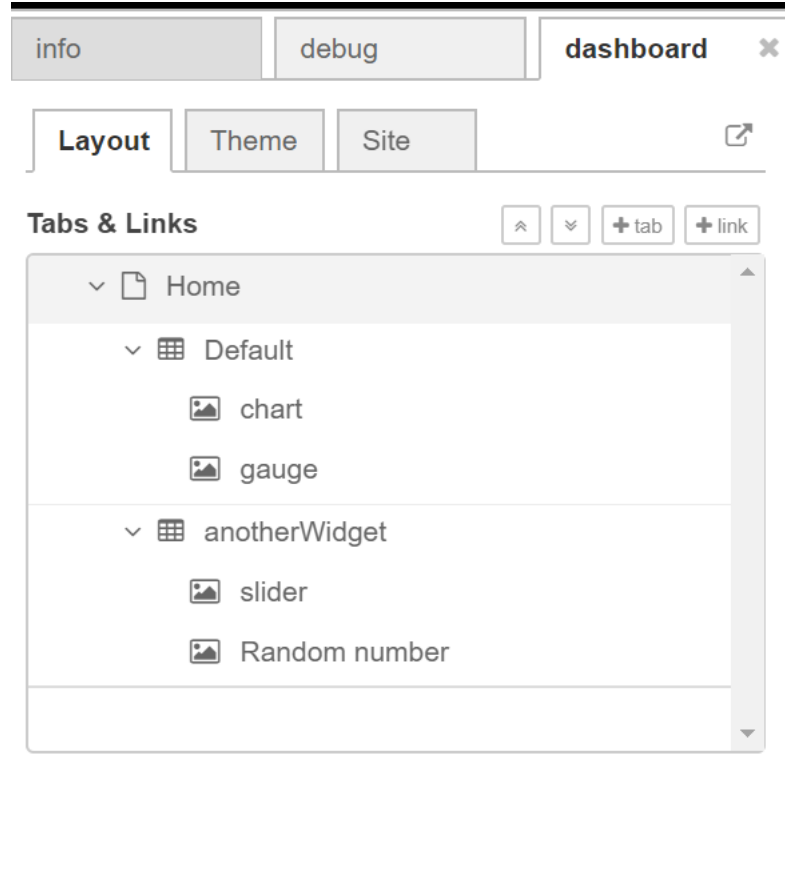 info debug dashboard
Layout Theme Site
Tabs & Links tab link
Home
Default
chart
gauge
anotherWidget
slider
Random number